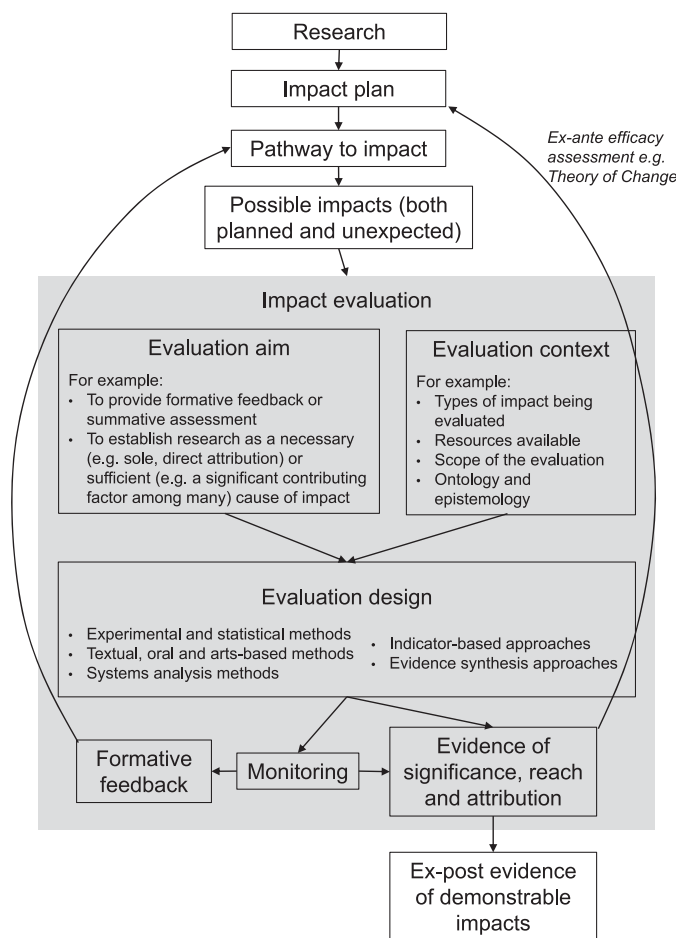 Research
Impact plan
Ex-ante efficacy
assessment e.g.
Theory of Change
Pathway to impact
Possible impacts (both
planned and unexpected)
Impact evaluation
Evaluation aim
For example:
• To provide formative feedback or
summative assessment
• To establish research as a necessary
(e.g. sole, direct attribution) or
sufficient (e.g. a significant contributing
factor among many) cause of impact
Evaluation context
For example:
• Types of impact being
evaluated
• Resources available
• Scope of the evaluation
• Ontology and
epistemology
Evaluation design
• Experimental and statistical methods
• Textual, oral and arts-based methods
• Systems analysis methods
• Indicator-based approaches
• Evidence synthesis approaches
Formative
feedback
Monitoring
Evidence of
significance, reach
and attribution
Ex-post evidence
of demonstrable
impacts